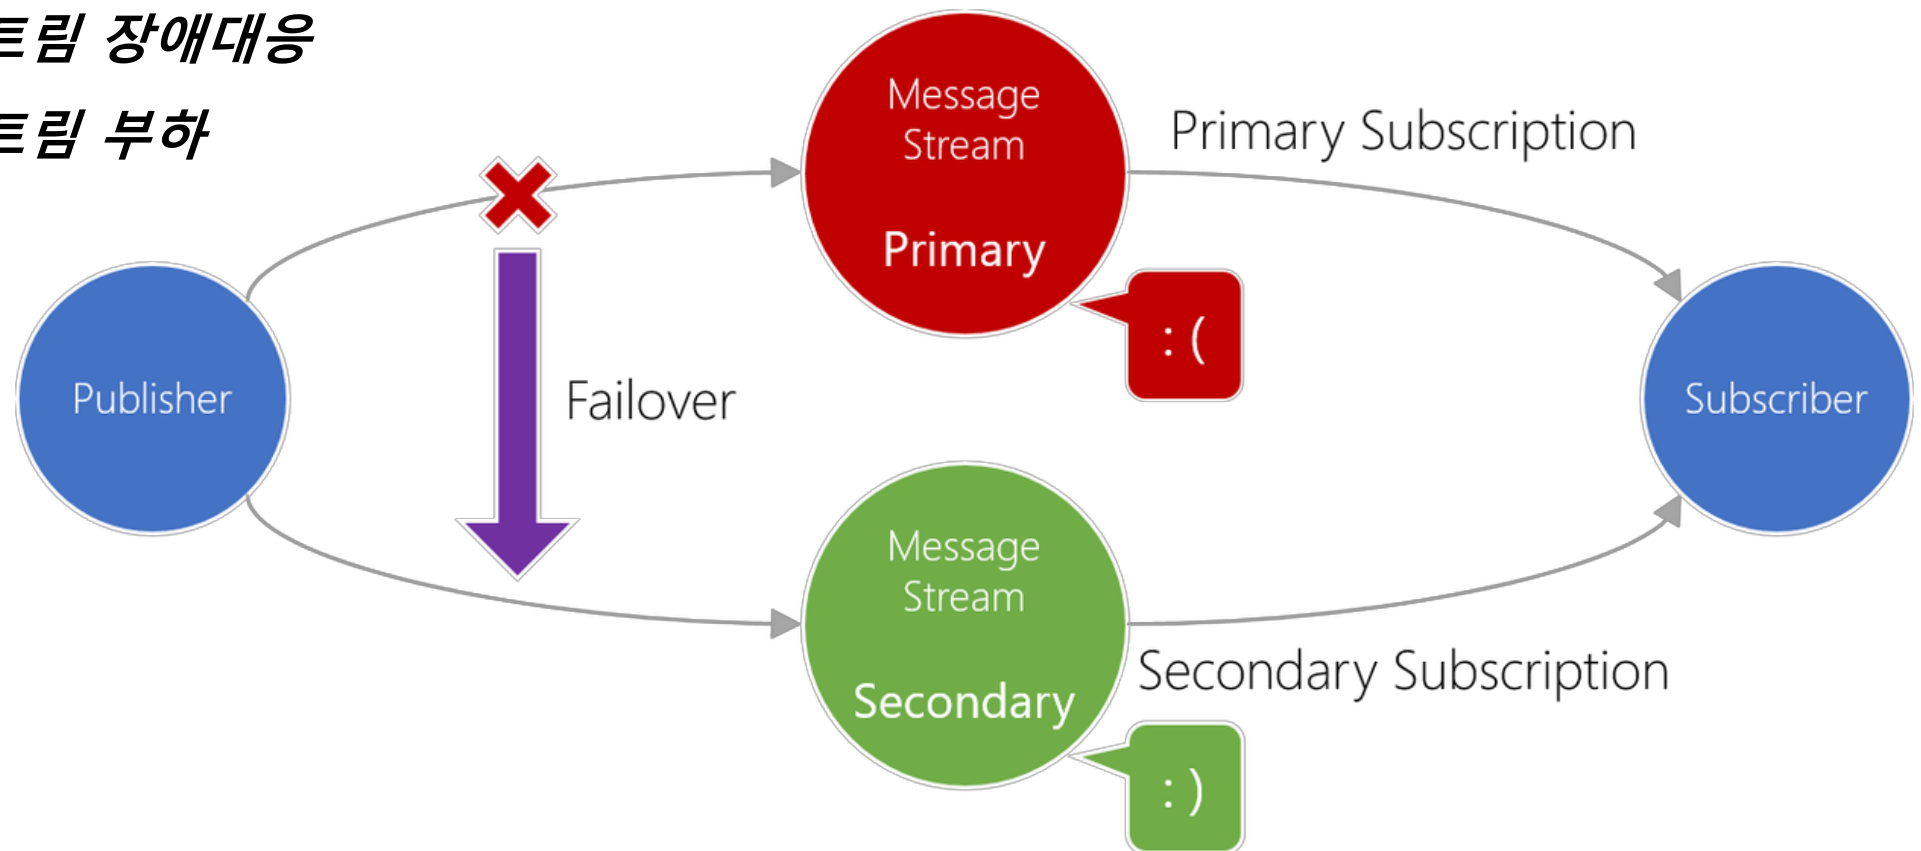 트림 장애대응
트림 부하
Message
Stream
Primary
Primary Subscription
:(
Publisher
Failover
Subscriber
Message
Stream
Secondary
Secondary Subscription
:)